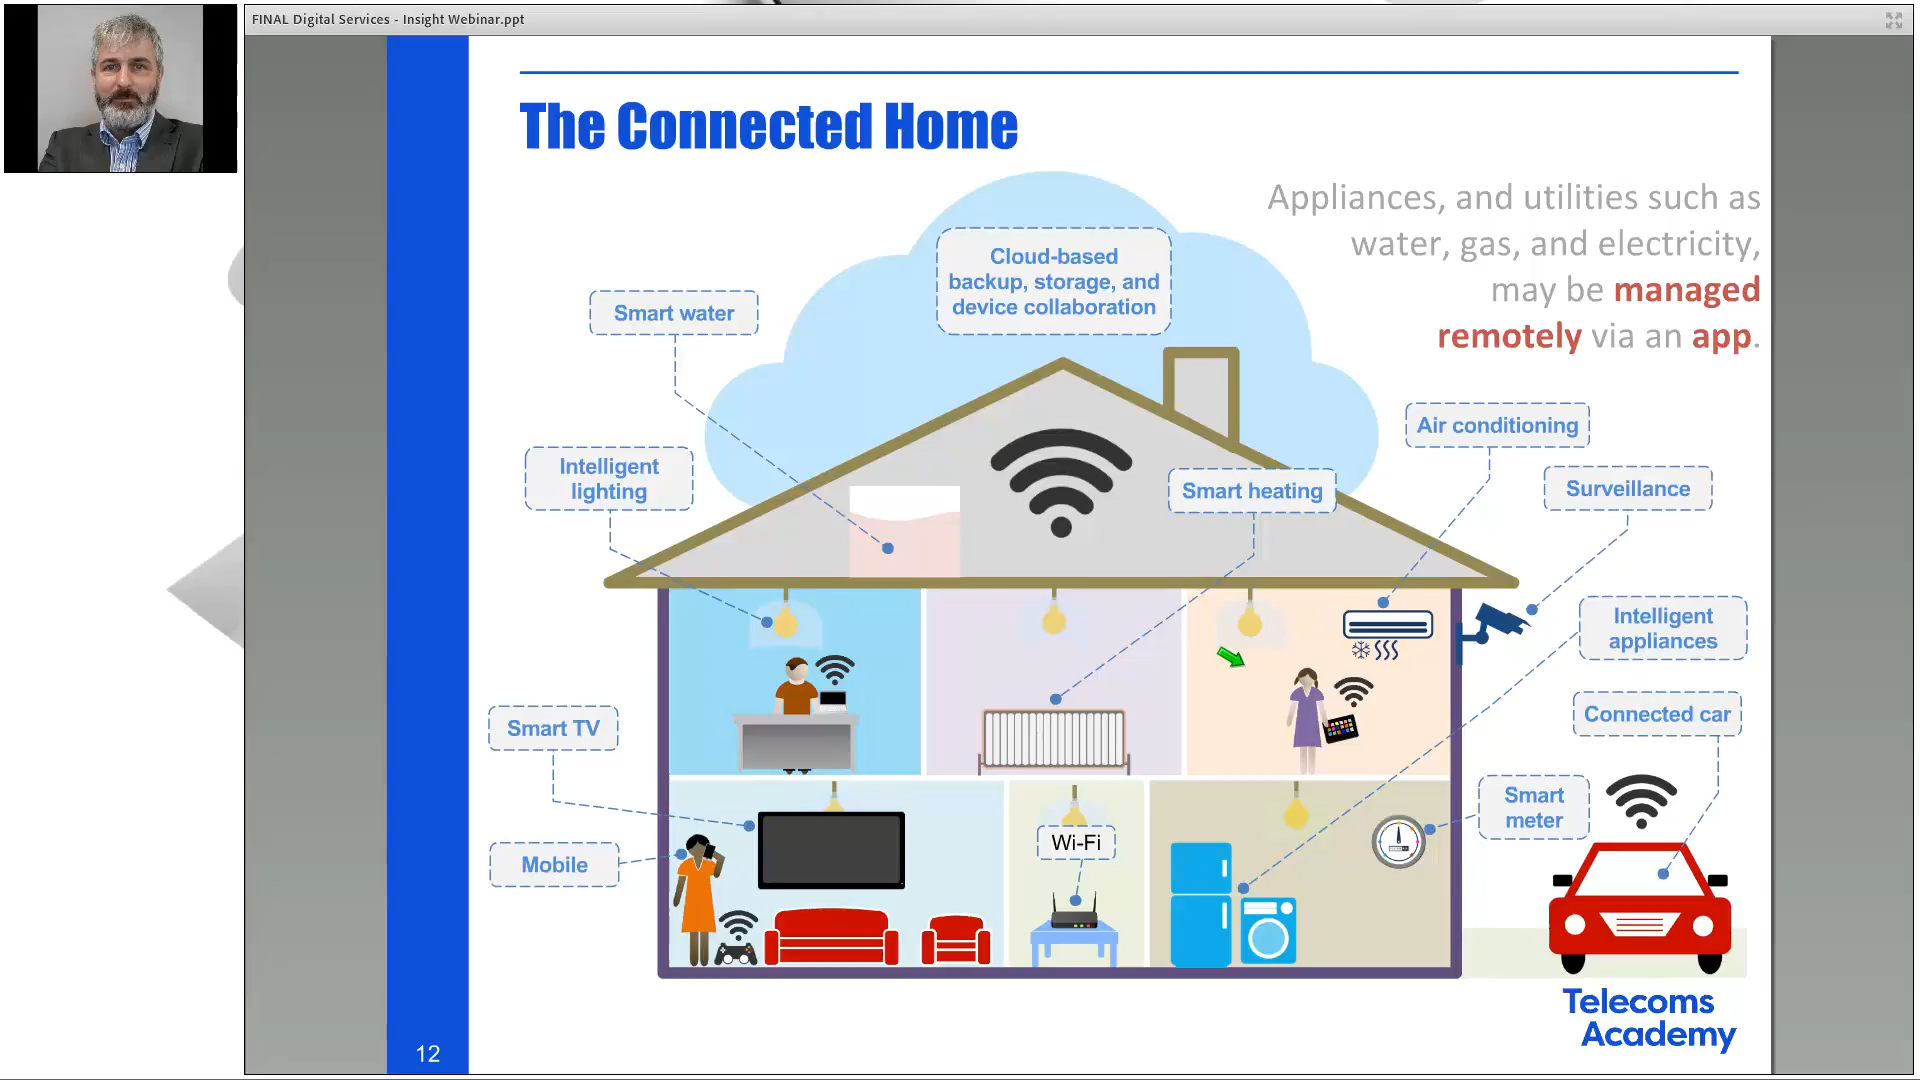 FINAL Digital Services - Insight Webinar.ppt
The Connected Home
Appliances, and utilities such as
water, gas, and electricity,
may be managed
remotely via an app.
Cloud-based
backup, storage, and
device collaboration
Smart water
Air conditioning
Intelligent
lighting
Smart heating
Surveillance
Intelligent
appliances
Smart TV
Connected car
Smart
meter
Mobile
Wi-Fi
Telecoms
Academy
12